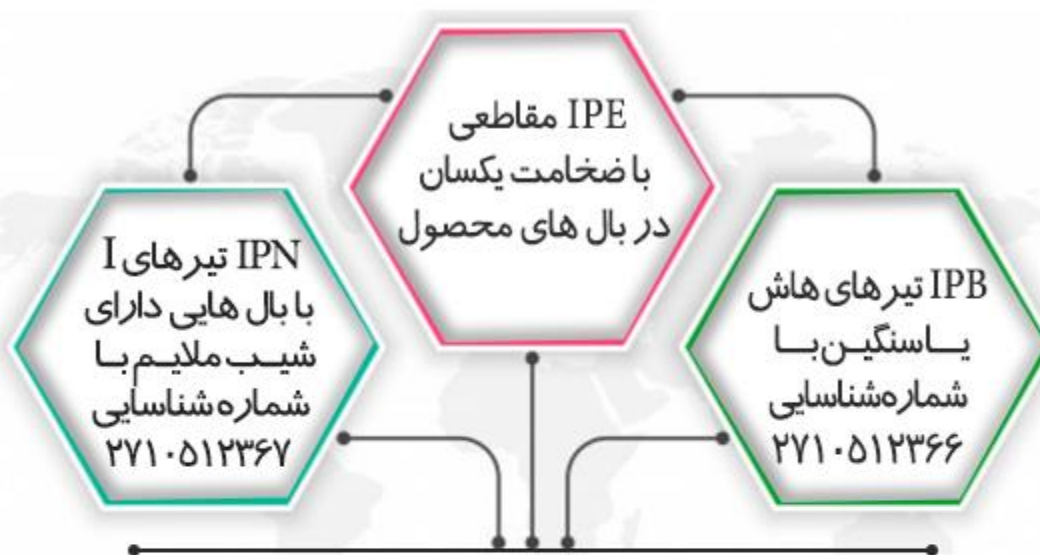 IPE مقاطعی
با ضخامت یکسان
در بال های محصول
IPB تیرهای هاش
یا سنگین با
شماره شناسایی
۲۷۱۰۵۱۲۳۶۶
IPN تیرهای I
با بال هایی دارای
شیب ملایم با
شماره شناسایی
۲۷۱۰۵۱۲۳۶۷